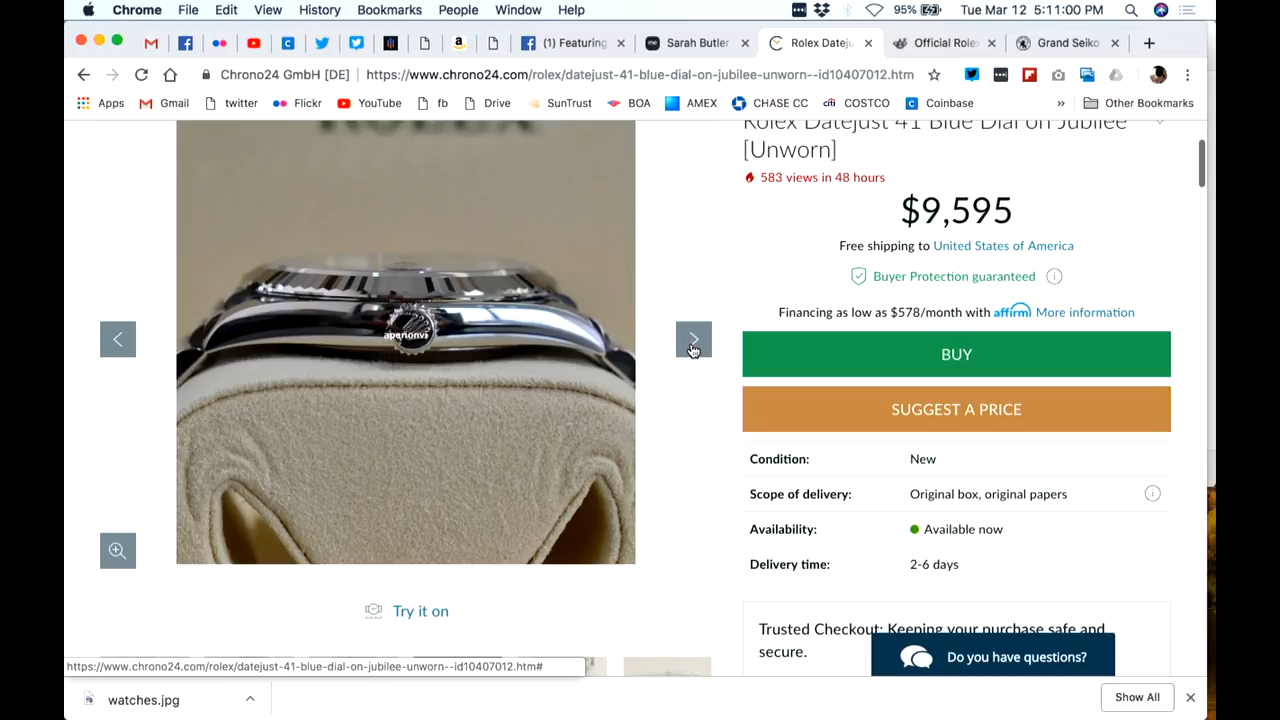 Chrome File Edit View History Bookmarks People Window Help 95% Tue Mar 12 5:11:00 PM
(1) Featuring Sarah Butler Rolex Dateju Official Role Grand Seiko
Chrono24 GmbH [DE] https://www.chrono24.com/rolex/datejust-41-blue-dial-on-jubilee-unworn--id10407012.htm
Apps Gmail twitter Flickr YouTube fb Drive SunTrust BOA AMEX CHASE CC COSTCO Coinbase » Other Bookmarks
Rolex Datejust 41 Blue Dial on Jubilee
[Unworn]
583 views in 48 hours
$9,595
Free shipping to United States of America
Buyer Protection guaranteed
Financing as low as $578/month with affirm More information
BUY
SUGGEST A PRICE
Condition: New
Scope of delivery: Original box, original papers
Availability: Available now
Delivery time: 2-6 days
Trusted Checkout: Keeping your purchase safe and
secure.
Do you have questions?
aperionvi
Try it on
https://www.chrono24.com/rolex/datejust-41-blue-dial-on-jubilee-unworn--id10407012.htm#
watches.jpg
Show All